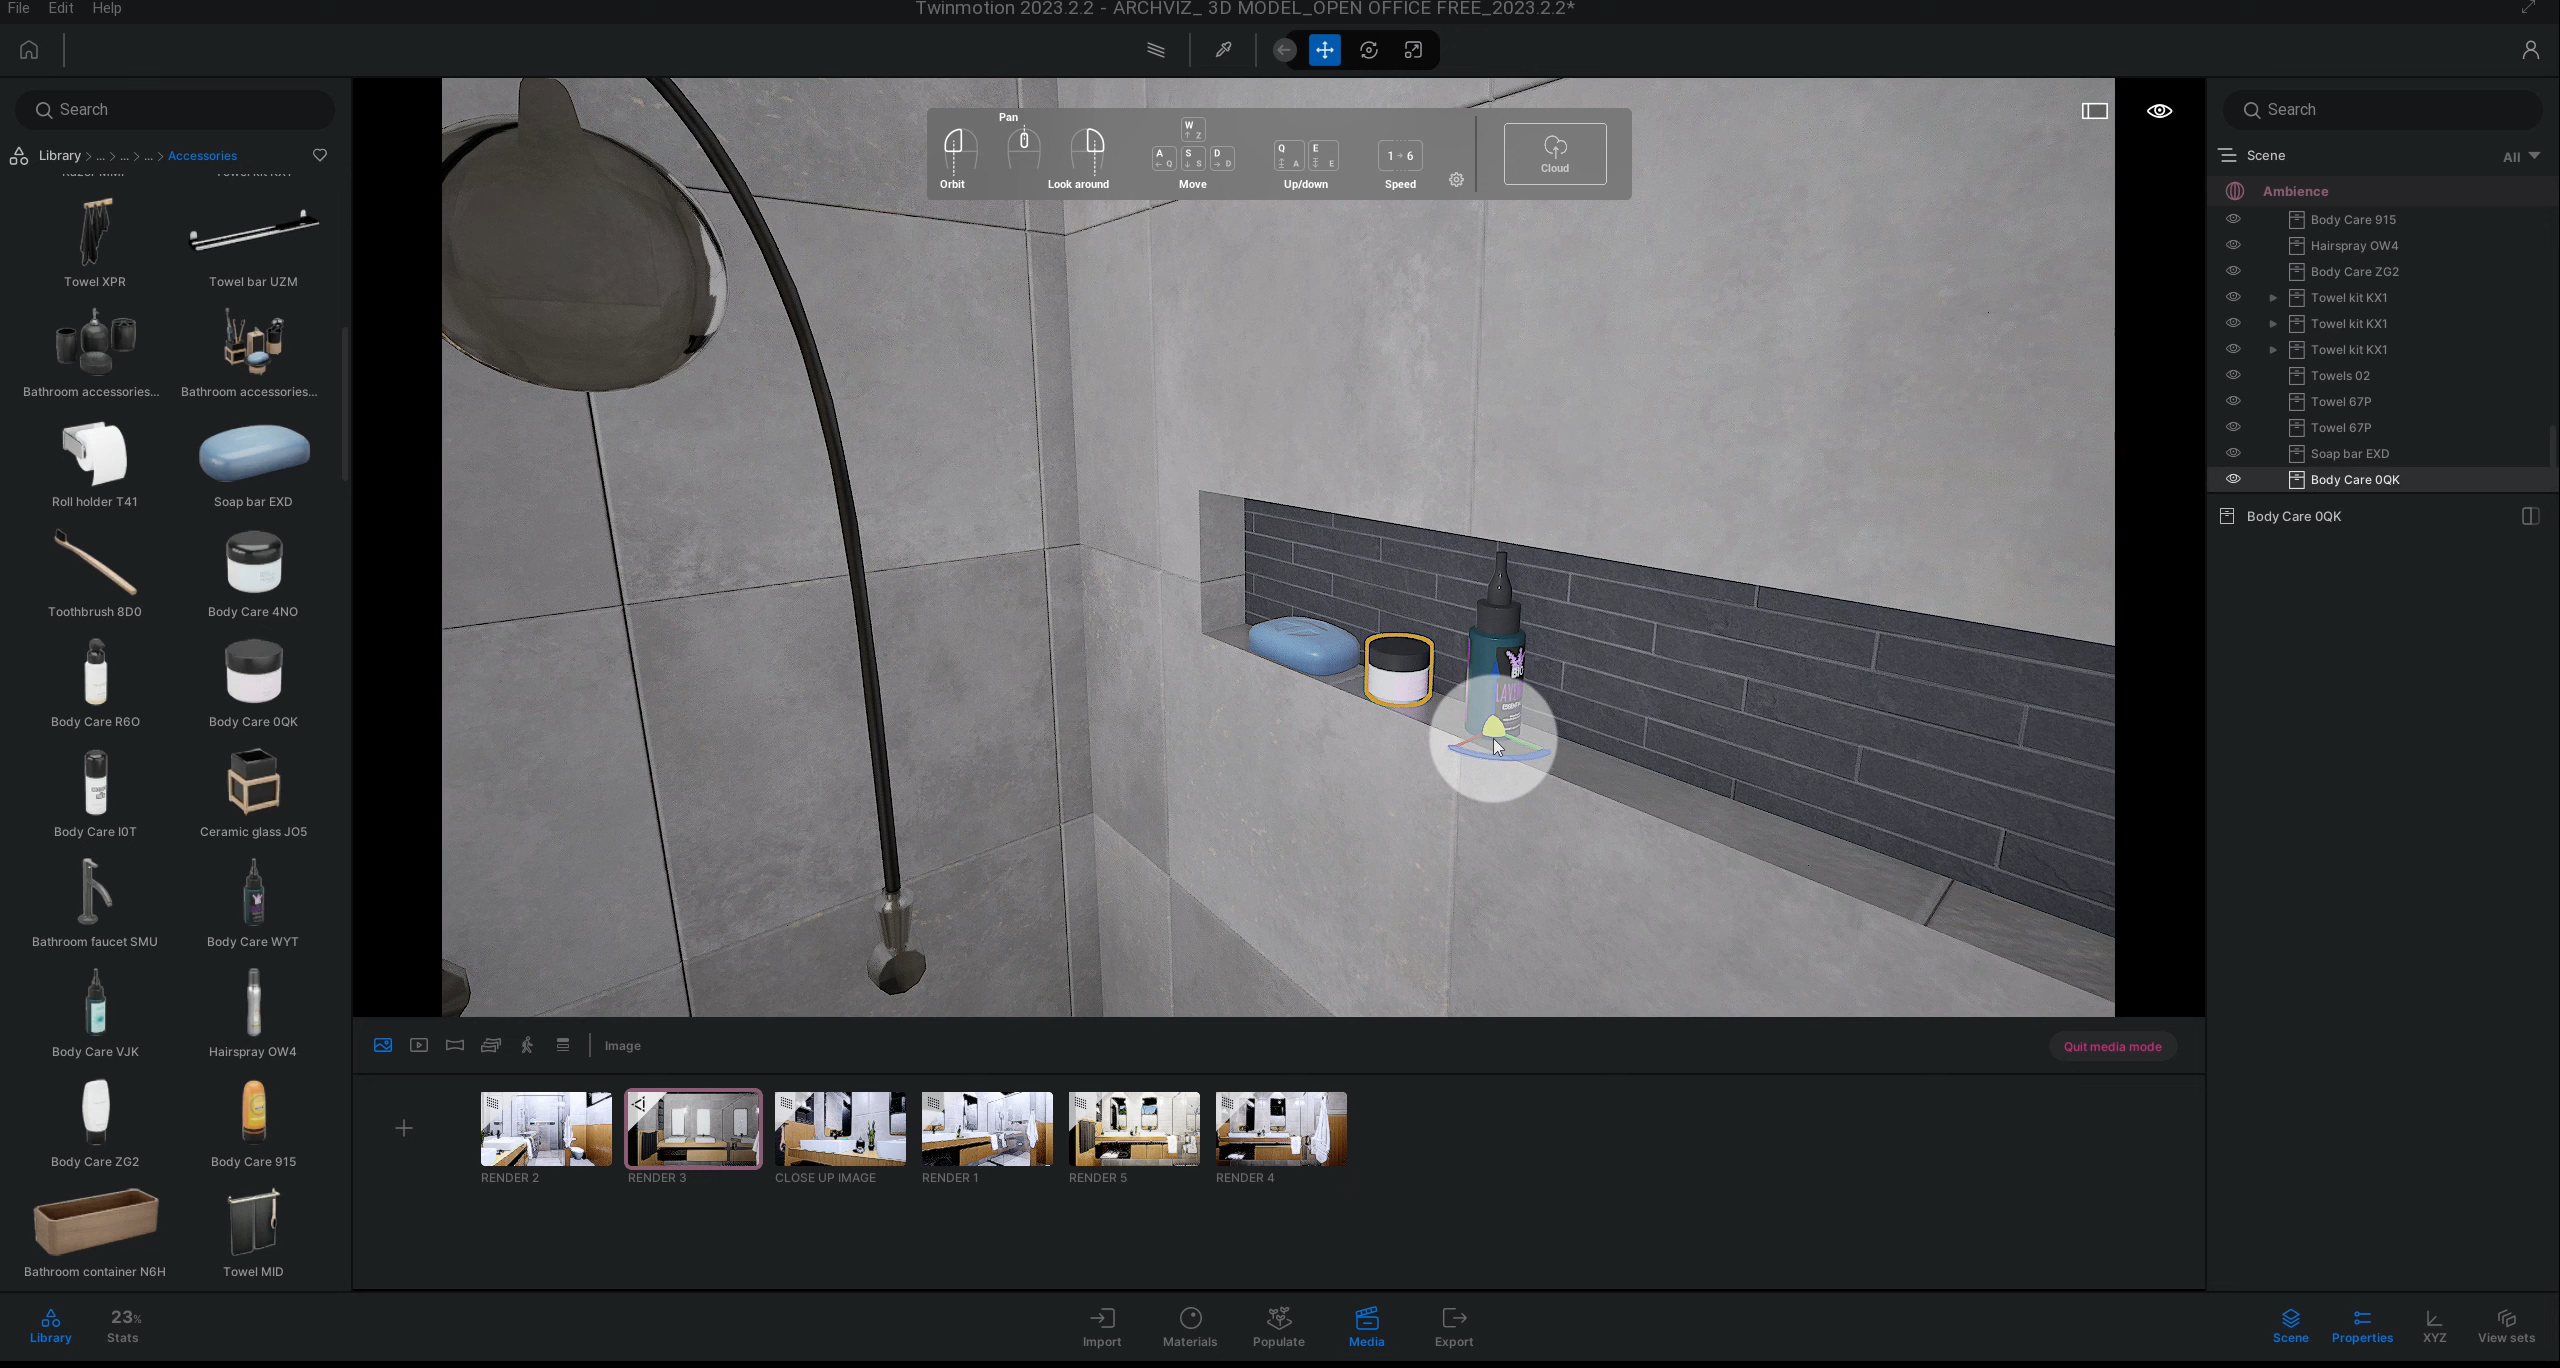 File Edit Help
Twinmotion 2023.2.2 - ARCHVIZ_ 3D MODEL_OPEN OFFICE FREE_2023.2.2*
Search
Library > ... > ... > ... > Accessories
Towel XPR
Towel bar UZM
Bathroom accessories...
Bathroom accessories...
Roll holder T41
Soap bar EXD
Toothbrush 8D0
Body Care 4NO
Body Care R6O
Body Care 0QK
Body Care I0T
Ceramic glass JO5
Bathroom faucet SMU
Body Care WYT
Body Care VJK
Hairspray OW4
Body Care ZG2
Body Care 915
Bathroom container N6H
Towel MID
Pan
Orbit
Look around
W
Z
A
Q
S
S
D
D
Move
Q
A
E
E
Up/down
1 - 6
Speed
Cloud
BIO
Image
Quit media mode
RENDER 2
RENDER 3
CLOSE UP IMAGE
RENDER 1
RENDER 5
RENDER 4
Search
Scene
All
Ambience
Body Care 915
Hairspray OW4
Body Care ZG2
Towel kit KX1
Towel kit KX1
Towel kit KX1
Towels 02
Towel 67P
Towel 67P
Soap bar EXD
Body Care 0QK
Body Care 0QK
Library
23%
Stats
Import
Materials
Populate
Media
Export
Scene
Properties
XYZ
View sets